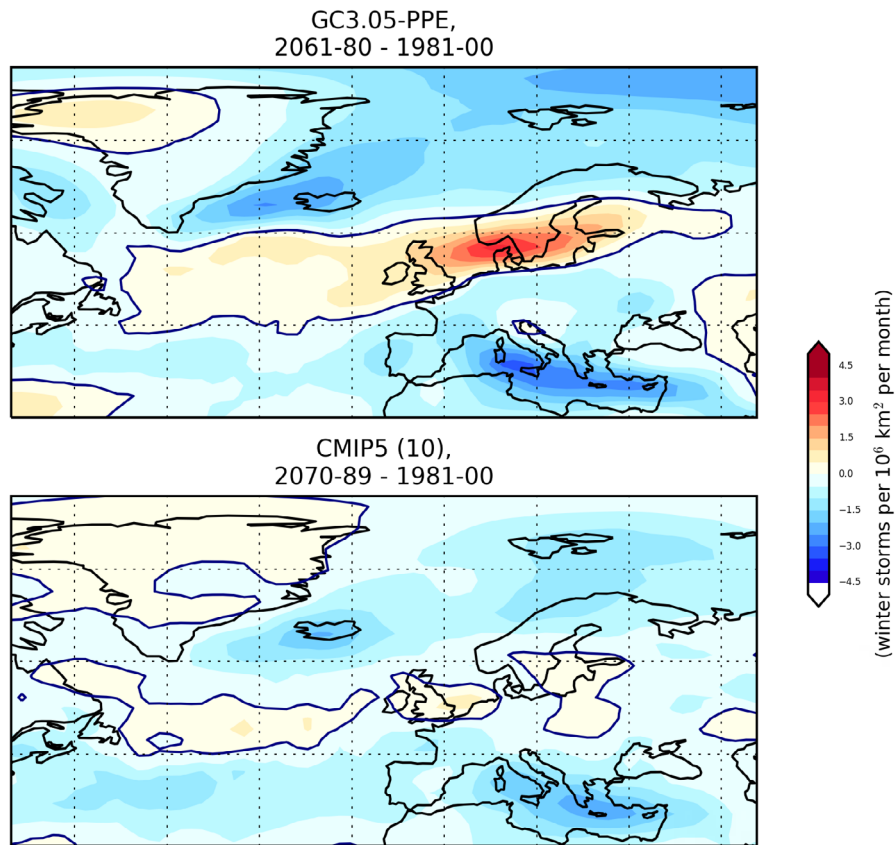 GC3.05-PPE,
2061-80 - 1981-00
CMIP5 (10),
2070-89 - 1981-00
4.5
3.0
1.5
0.0
−1.5
−3.0
−4.5
(winter storms per 10⁶ km² per month)